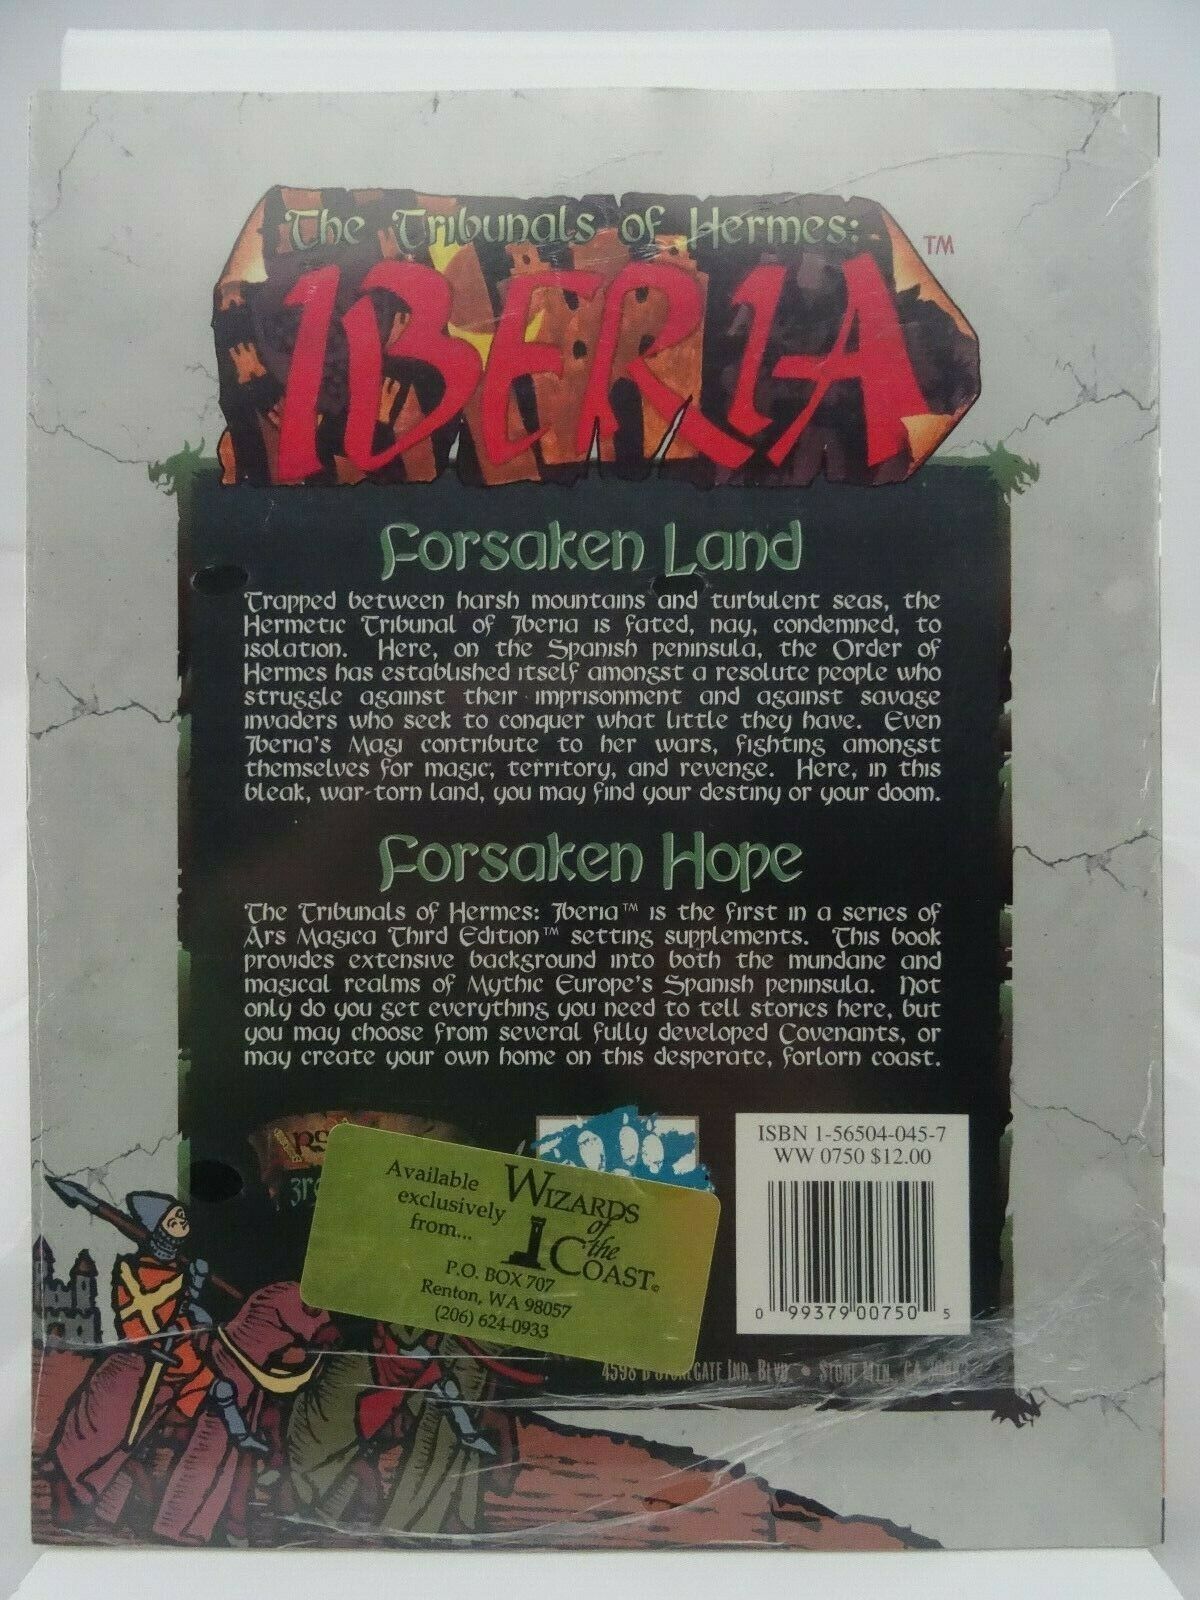 The Tribunals of Hermes:
IBERIA™
Forsaken Land
Trapped between harsh mountains and turbulent seas, the
Hermetic Tribunal of Iberia is fated, nay, condemned, to
isolation. Here, on the Spanish peninsula, the Order of
Hermes has established itself amongst a resolute people who
struggle against their imprisonment and against savage
invaders who seek to conquer what little they have. Even
Iberia's Magi contribute to her wars, fighting amongst
themselves for magic, territory, and revenge. Here, in this
bleak, war-torn land, you may find your destiny or your doom.
Forsaken Hope
The Tribunals of Hermes: Iberia™ is the first in a series of
Ars Magica Third Edition™ setting supplements. This book
provides extensive background into both the mundane and
magical realms of Mythic Europe's Spanish peninsula. Not
only do you get everything you need to tell stories here, but
you may choose from several fully developed Covenants, or
may create your own home on this desperate, forlorn coast.
Available
exclusively
from...
WIZARDS
of
the
COAST
P.O. BOX 707
Renton, WA 98057
(206) 624-0933
ISBN 1-56504-045-7
WW 0750 $12.00
0 99379 00750 5
IND. BLVD. • STONE MTN., GA